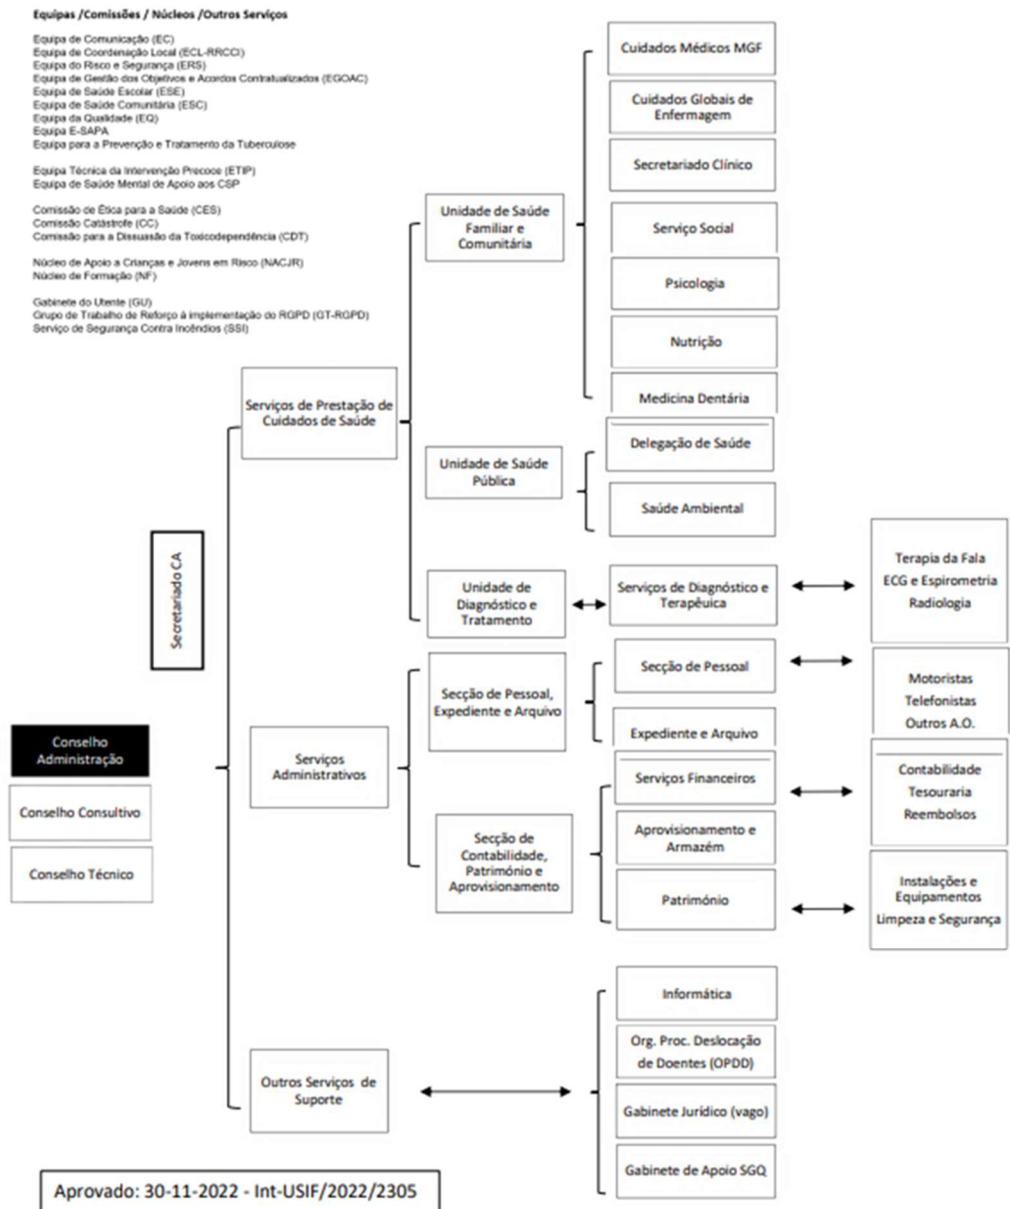 Equipas /Comissões / Núcleos /Outros Serviços
Equipa de Comunicação (EC)
Equipa de Coordenação Local (ECL-RRCCI)
Equipa do Risco e Segurança (ERS)
Equipa de Gestão dos Objetivos e Acordos Contratualizados (EGOAC)
Equipa de Saúde Escolar (ESE)
Equipa de Saúde Comunitária (ESC)
Equipa da Qualidade (EQ)
Equipa E-SAPA
Equipa para a Prevenção e Tratamento da Tuberculose
Equipa Técnica da Intervenção Precoce (ETIP)
Equipa de Saúde Mental de Apoio aos CSP
Comissão de Ética para a Saúde (CES)
Comissão Catástrofe (CC)
Comissão para a Dissuasão da Toxicodependência (CDT)
Núcleo de Apoio a Crianças e Jovens em Risco (NACJR)
Núcleo de Formação (NF)
Gabinete do Utente (GU)
Grupo de Trabalho de Reforço à implementação do RGPD (GT-RGPD)
Serviço de Segurança Contra Incêndios (SSI)
Conselho
Administração
Conselho Consultivo
Conselho Técnico
Secretariado CA
Serviços de Prestação de
Cuidados de Saúde
Unidade de Saúde
Familiar e
Comunitária
Cuidados Médicos MGF
Cuidados Globais de
Enfermagem
Secretariado Clínico
Serviço Social
Psicologia
Nutrição
Medicina Dentária
Unidade de Saúde
Pública
Delegação de Saúde
Saúde Ambiental
Unidade de
Diagnóstico e
Tratamento
Serviços de Diagnóstico e
Terapêuica
Terapia da Fala
ECG e Espirometria
Radiologia
Serviços
Administrativos
Secção de Pessoal,
Expediente e Arquivo
Secção de Pessoal
Motoristas
Telefonistas
Outros A.O.
Expediente e Arquivo
Secção de
Contabilidade,
Património e
Aprovisionamento
Serviços Financeiros
Contabilidade
Tesouraria
Reembolsos
Aprovisionamento e
Armazém
Património
Instalações e
Equipamentos
Limpeza e Segurança
Outros Serviços de
Suporte
Informática
Org. Proc. Deslocação
de Doentes (OPDD)
Gabinete Jurídico (vago)
Gabinete de Apoio SGQ
Aprovado: 30-11-2022 - Int-USIF/2022/2305